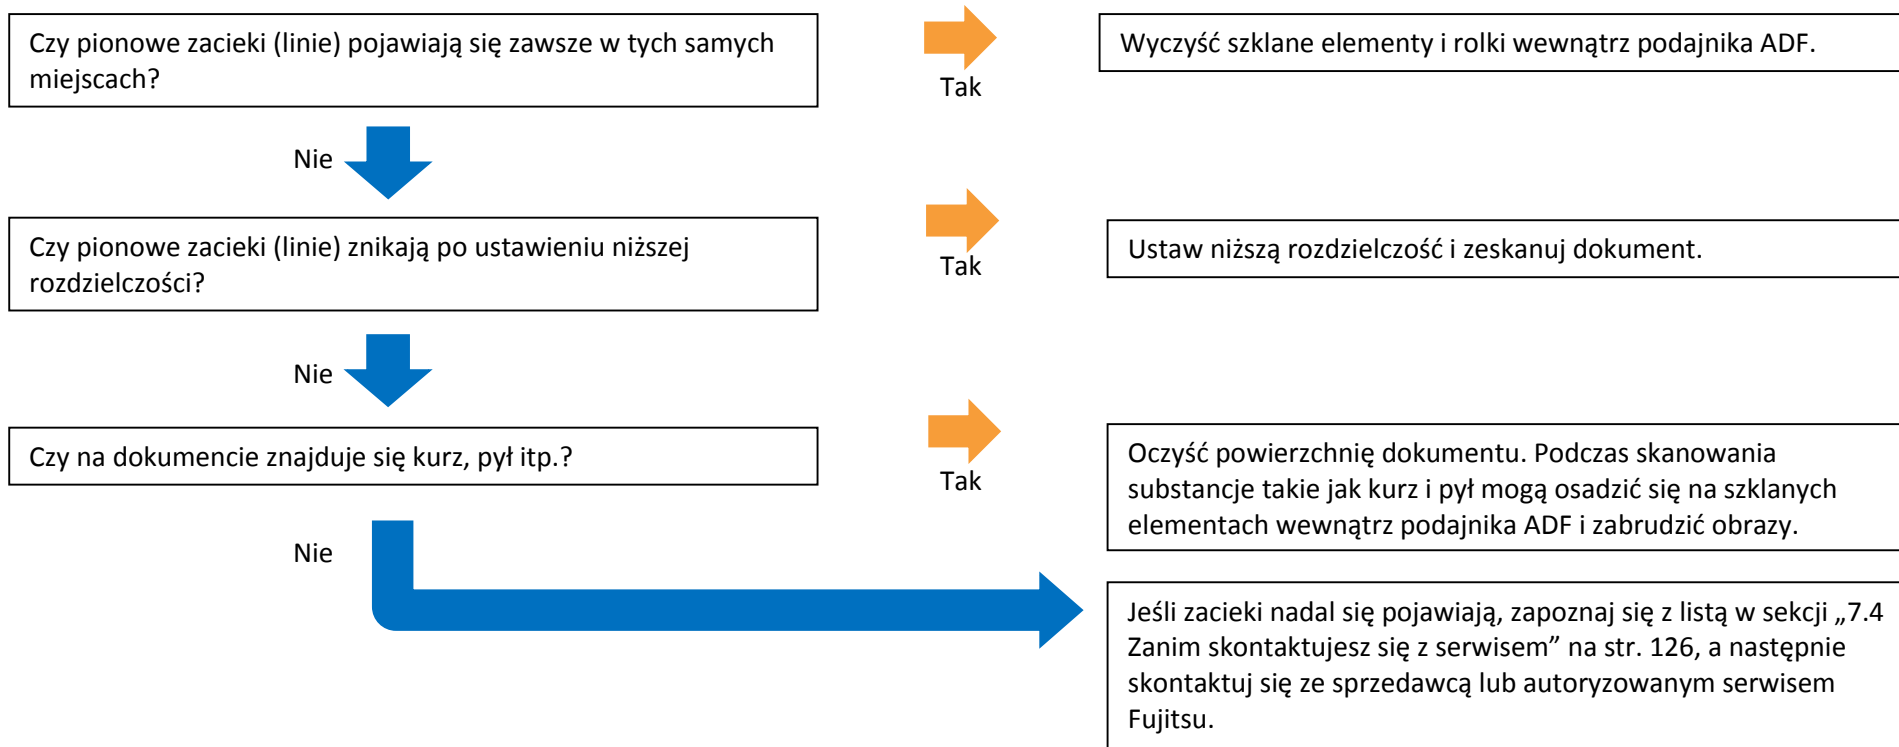 Czy pionowe zacieki (linie) pojawiają się zawsze w tych samych
miejscach?
Tak
Wyczyść szklane elementy i rolki wewnątrz podajnika ADF.
Nie
Czy pionowe zacieki (linie) znikają po ustawieniu niższej
rozdzielczości?
Tak
Ustaw niższą rozdzielczość i zeskanuj dokument.
Nie
Czy na dokumencie znajduje się kurz, pył itp.?
Tak
Oczyść powierzchnię dokumentu. Podczas skanowania
substancje takie jak kurz i pył mogą osadzić się na szklanych
elementach wewnątrz podajnika ADF i zabrudzić obrazy.
Nie
Jeśli zacieki nadal się pojawiają, zapoznaj się z listą w sekcji „7.4
Zanim skontaktujesz się z serwisem” na str. 126, a następnie
skontaktuj się ze sprzedawcą lub autoryzowanym serwisem
Fujitsu.